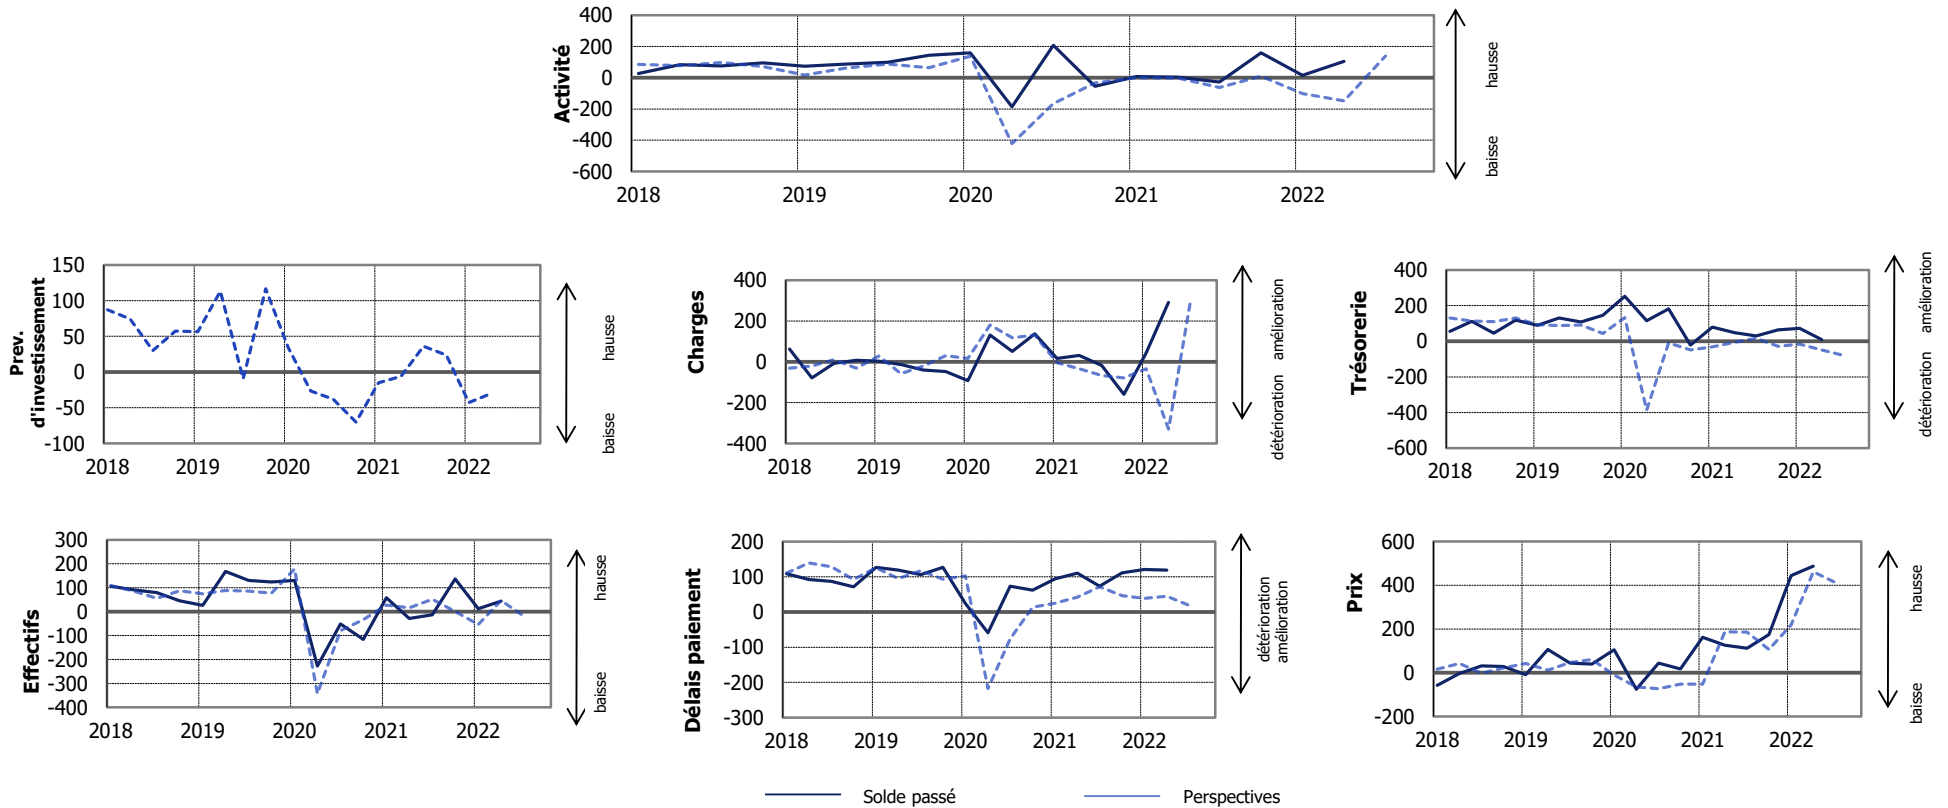 Activité
400
200
0
-200
-400
-600
2018 2019 2020 2021 2022
hausse
baisse
Prev.
d'investissement
150
100
50
0
-50
-100
2018 2019 2020 2021 2022
hausse
baisse
Charges
400
200
0
-200
-400
2018 2019 2020 2021 2022
amélioration
détérioration
Trésorerie
400
200
0
-200
-400
-600
2018 2019 2020 2021 2022
amélioration
détérioration
Effectifs
300
200
100
0
-100
-200
-300
-400
2018 2019 2020 2021 2022
hausse
baisse
Délais paiement
200
100
0
-100
-200
-300
2018 2019 2020 2021 2022
détérioration
amélioration
Prix
600
400
200
0
-200
2018 2019 2020 2021 2022
hausse
baisse
Solde passé Perspectives